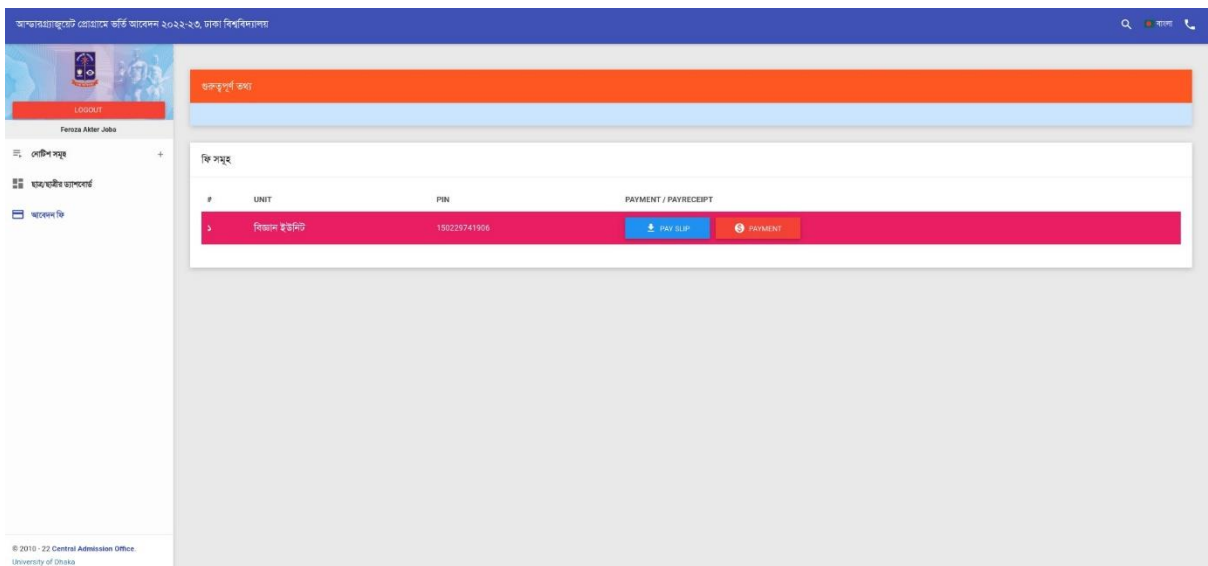 আন্ডারগ্র্যাজুয়েট প্রোগ্রামে ভর্তি আবেদন ২০২২-২৩, ঢাকা বিশ্ববিদ্যালয়
বাংলা
LOGOUT
Feroza Akter Joba
নোটিশ সমূহ +
ছাত্র/ছাত্রীর ড্যাশবোর্ড
আবেদন ফি
গুরুত্বপূর্ণ তথ্য
ফি সমূহ
# UNIT PIN PAYMENT / PAYRECEIPT
১ বিজ্ঞান ইউনিট 150229741906 PAY SLIP PAYMENT
© 2010 - 22 Central Admission Office.
University of Dhaka